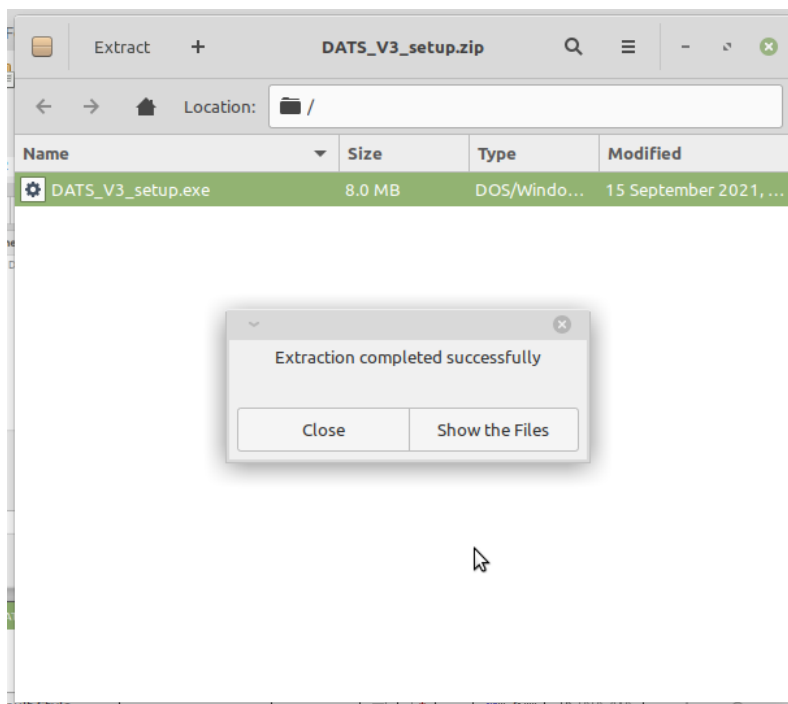 Extract + DATS_V3_setup.zip
Location: /
Name Size Type Modified
DATS_V3_setup.exe 8.0 MB DOS/Windo... 15 September 2021, ...
Extraction completed successfully
Close Show the Files